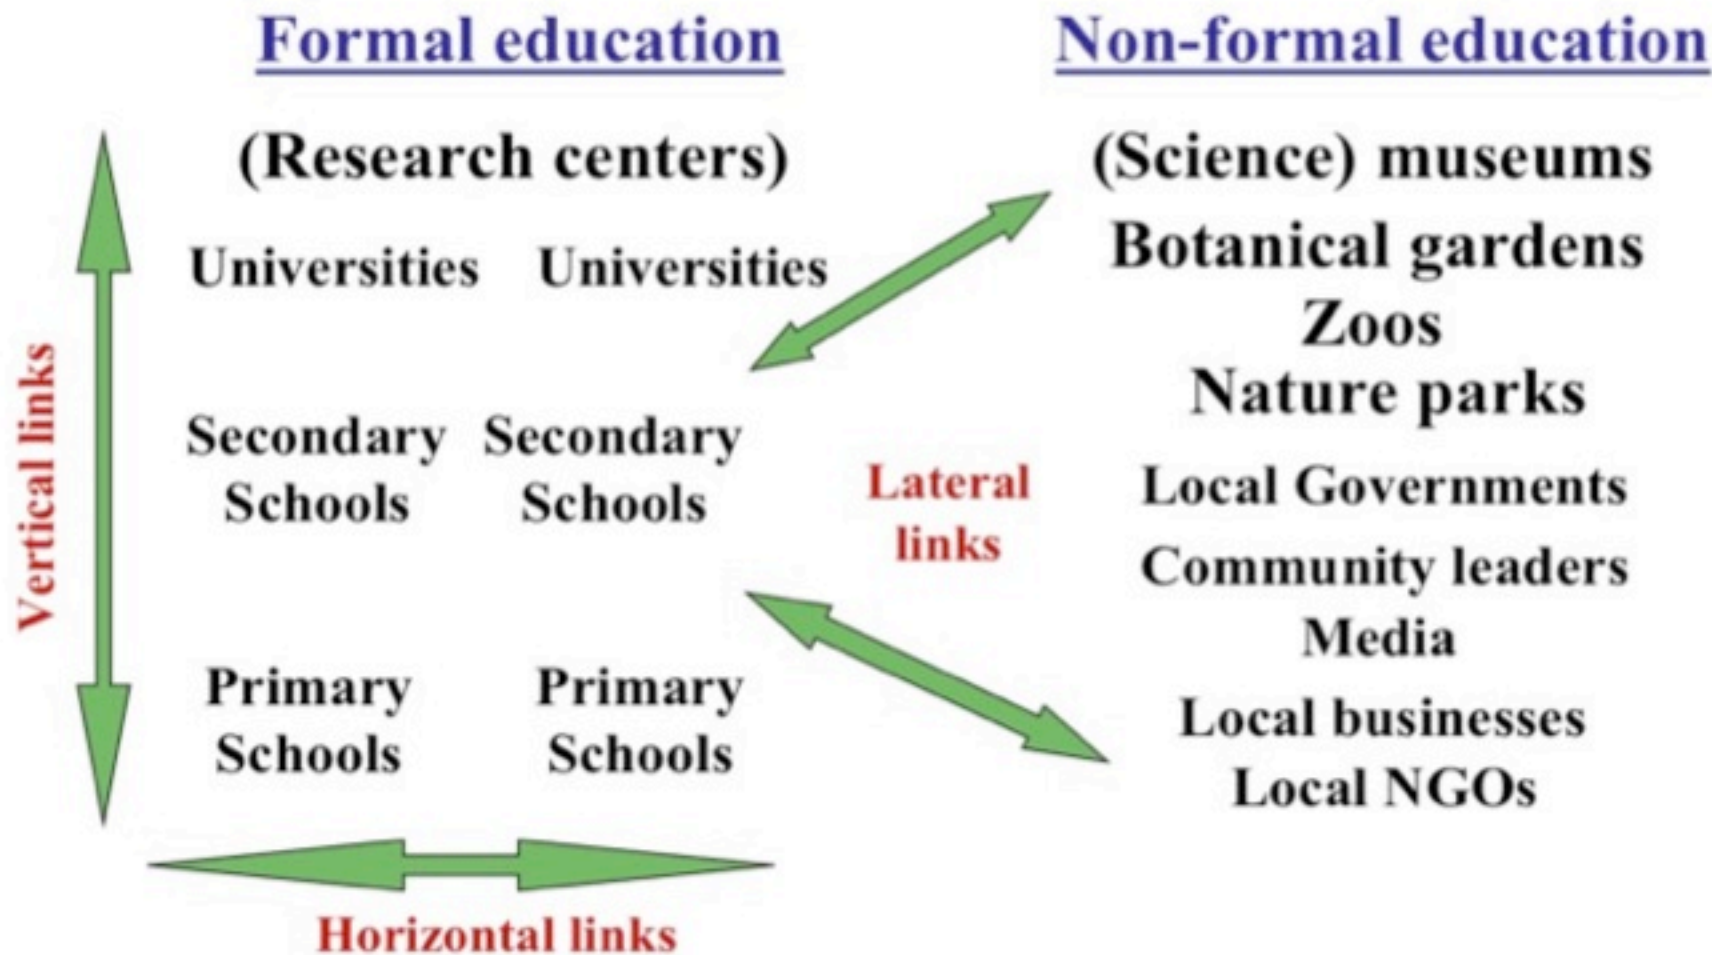 Formal education
Non-formal education
(Research centers)
Universities Universities
Secondary Secondary
Schools Schools
Primary Primary
Schools Schools
Vertical links
Horizontal links
Lateral
links
(Science) museums
Botanical gardens
Zoos
Nature parks
Local Governments
Community leaders
Media
Local businesses
Local NGOs